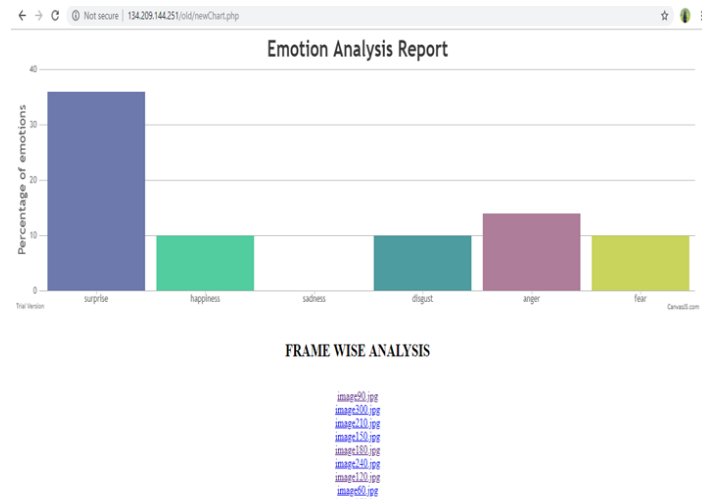 Not secure | 134.209.144.251/old/newChart.php
Emotion Analysis Report
Percentage of emotions
40
30
20
10
0
surprise happiness sadness disgust anger fear
Trial Version CanvasJS.com
FRAME WISE ANALYSIS
image90.jpg
image300.jpg
image210.jpg
image150.jpg
image180.jpg
image240.jpg
image120.jpg
image60.jpg